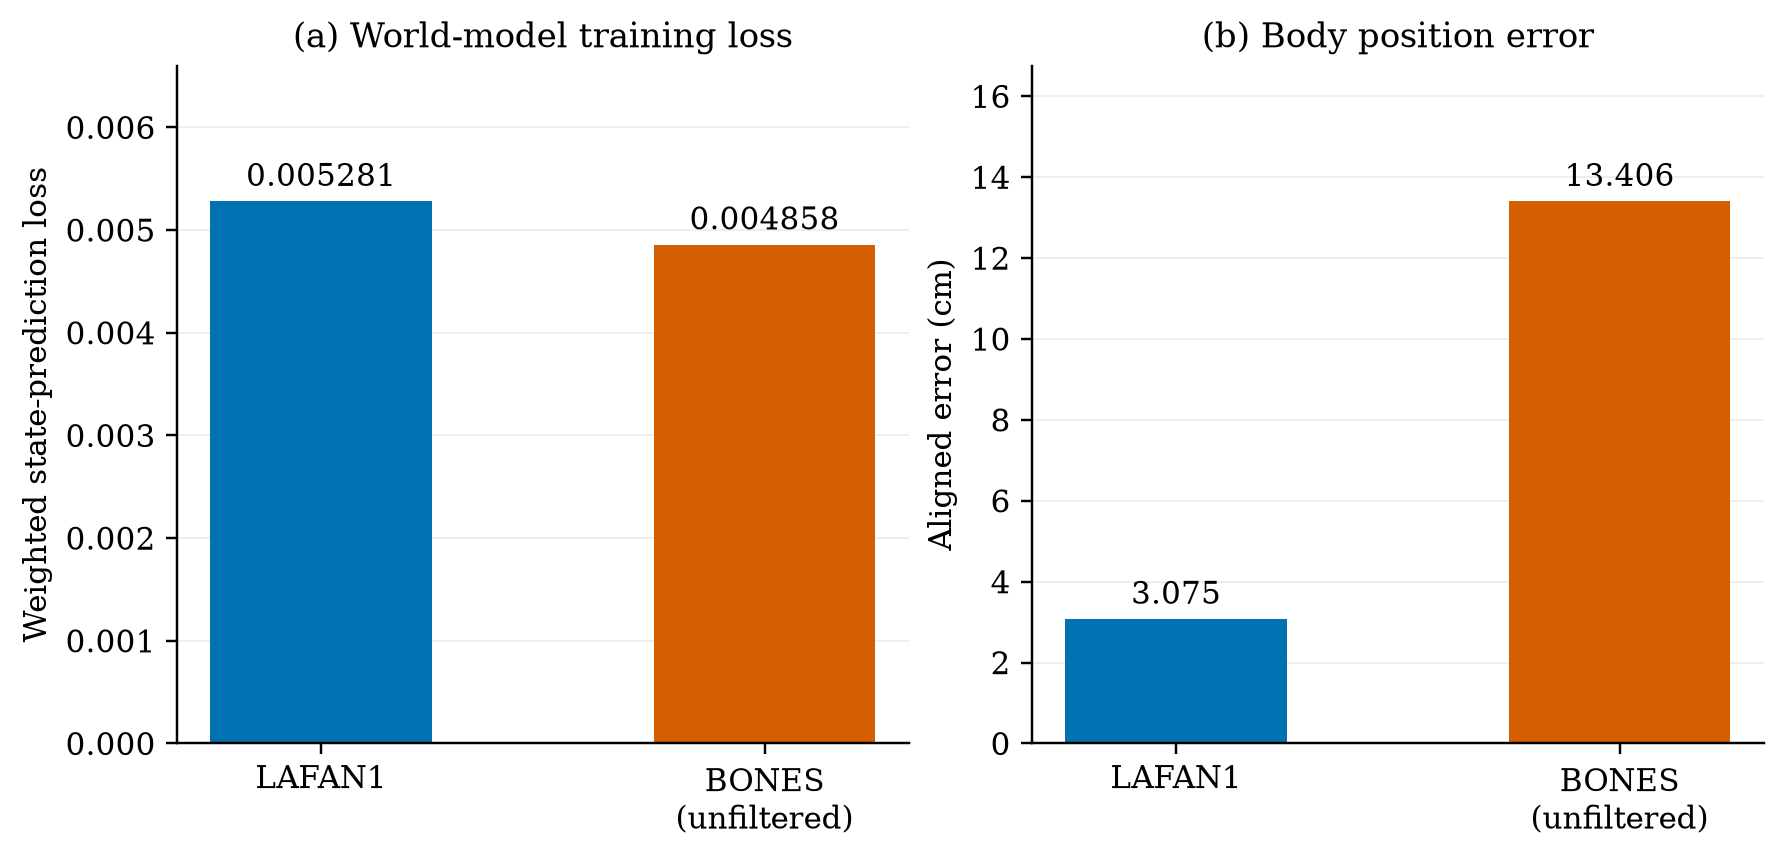 (a) World-model training loss
Weighted state-prediction loss
0.006
0.005
0.004
0.003
0.002
0.001
0.000
0.005281
0.004858
LAFAN1
BONES
(unfiltered)
(b) Body position error
Aligned error (cm)
16
14
12
10
8
6
4
2
0
3.075
13.406
LAFAN1
BONES
(unfiltered)